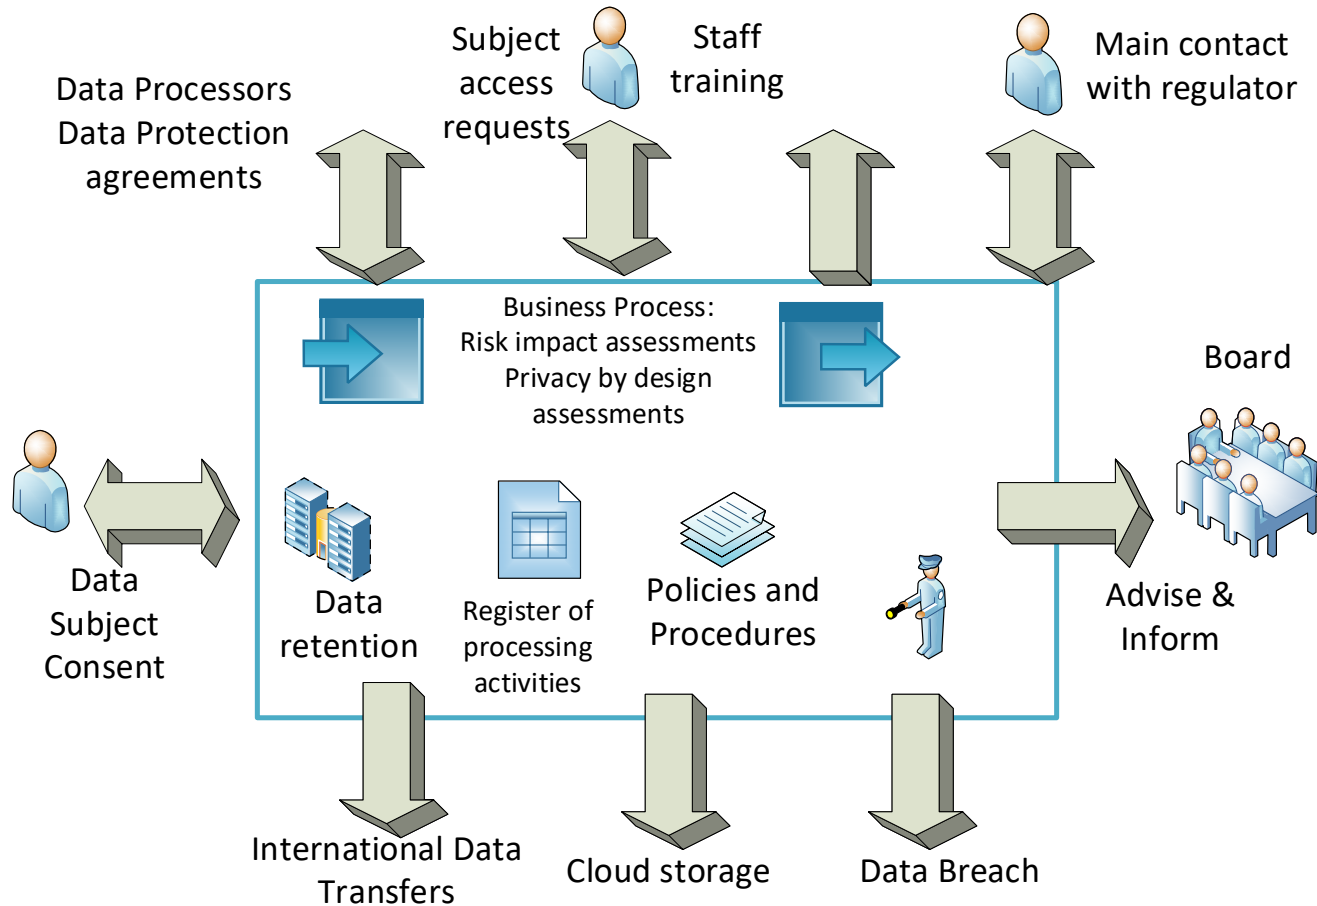 Data Processors
Data Protection
agreements
Subject
access
requests
Staff
training
Main contact
with regulator
Business Process:
Risk impact assessments
Privacy by design
assessments
Board
Data
Subject
Consent
Data
retention
Register of
processing
activities
Policies and
Procedures
Advise &
Inform
International Data
Transfers
Cloud storage
Data Breach